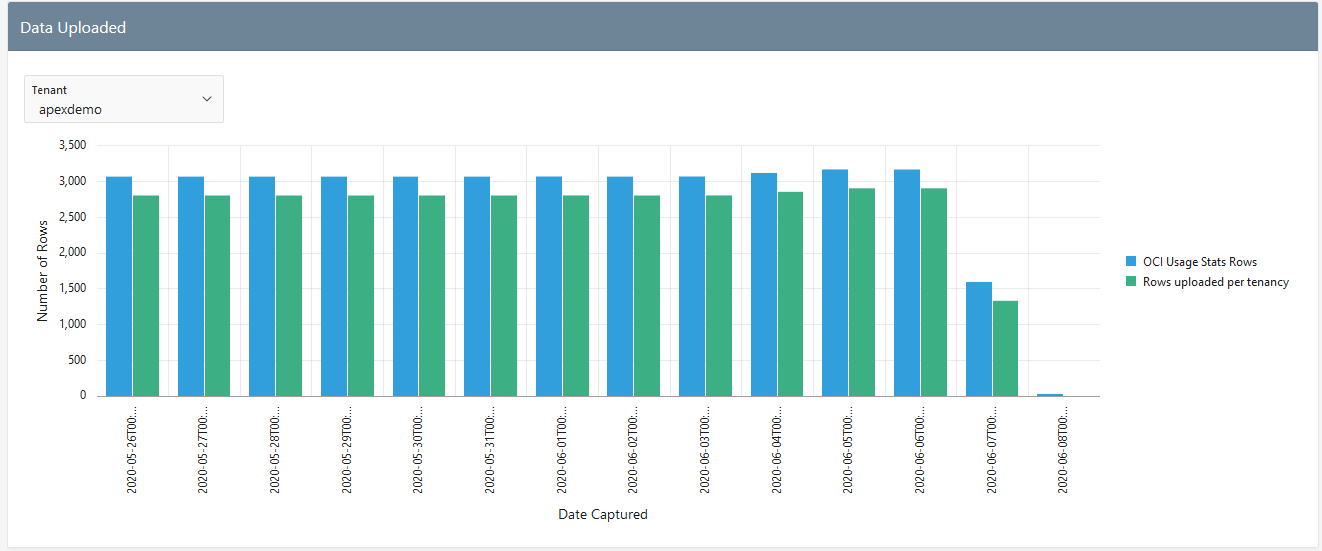 Data Uploaded
Tenant
apexdemo
3,500
3,000
2,500
2,000
1,500
1,000
500
0
Number of Rows
2020-05-26T00:...
2020-05-27T00:...
2020-05-28T00:...
2020-05-29T00:...
2020-05-30T00:...
2020-05-31T00:...
2020-06-01T00:...
2020-06-02T00:...
2020-06-03T00:...
2020-06-04T00:...
2020-06-05T00:...
2020-06-06T00:...
2020-06-07T00:...
2020-06-08T00:...
Date Captured
OCI Usage Stats Rows
Rows uploaded per tenancy